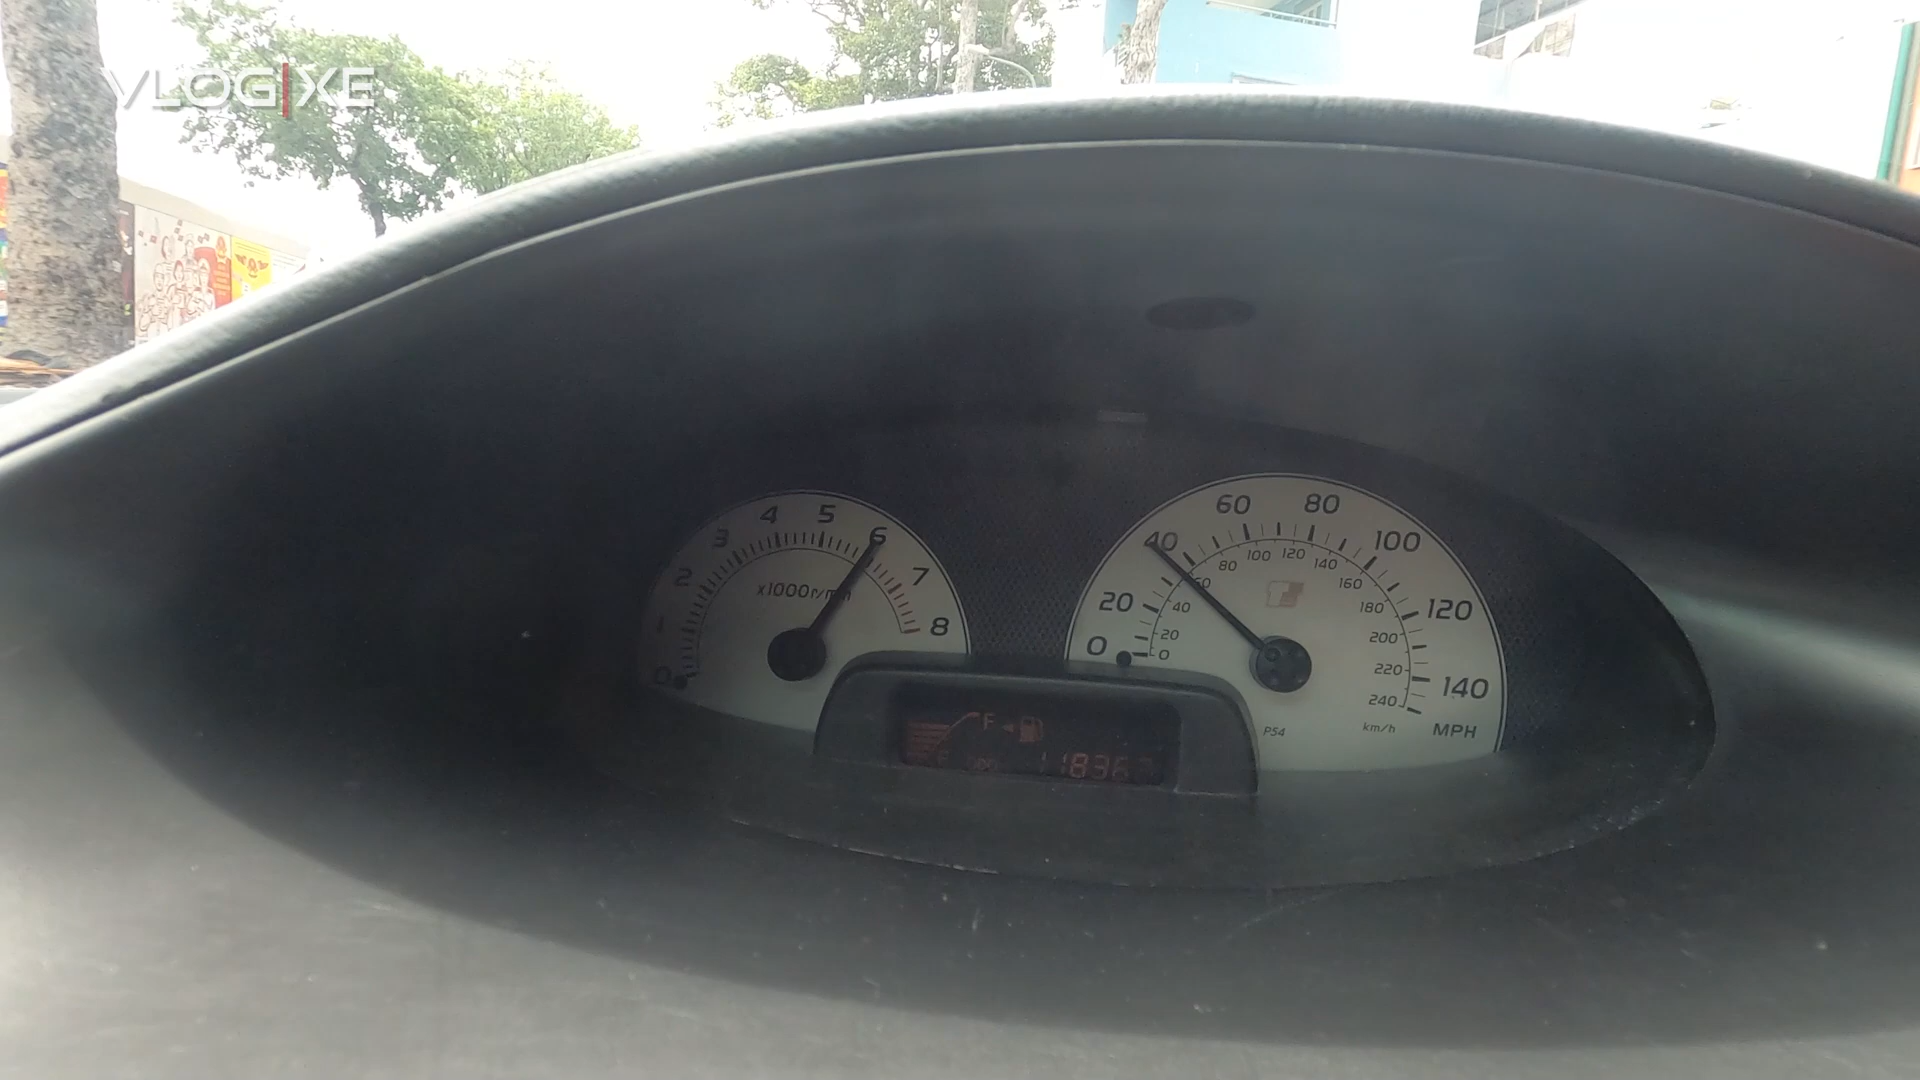 VLOG|XE
0 1 2 3 4 5 6 7 8
x1000r/min
0 20 40 60 80 100 120 140
MPH
0 20 40 60 80 100 120 140 160 180 200 220 240
km/h
P54
F